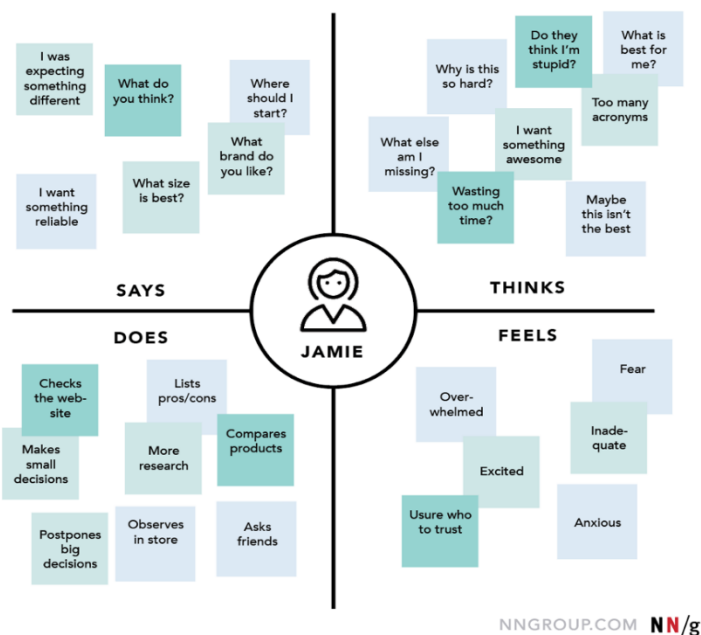 I was
expecting
something
different
What do
you think?
Where
should I
start?
What
brand do
you like?
I want
something
reliable
What size
is best?
SAYS
Do they
think I'm
stupid?
What is
best for
me?
Why is this
so hard?
Too many
acronyms
I want
something
awesome
What else
am I
missing?
Wasting
too much
time?
Maybe
this isn't
the best
THINKS
JAMIE
DOES
Checks
the web-
site
Lists
pros/cons
Compares
products
Makes
small
decisions
More
research
Postpones
big
decisions
Observes
in store
Asks
friends
FEELS
Fear
Over-
whelmed
Inade-
quate
Excited
Usure who
to trust
Anxious
NNGROUP.COM NN/g